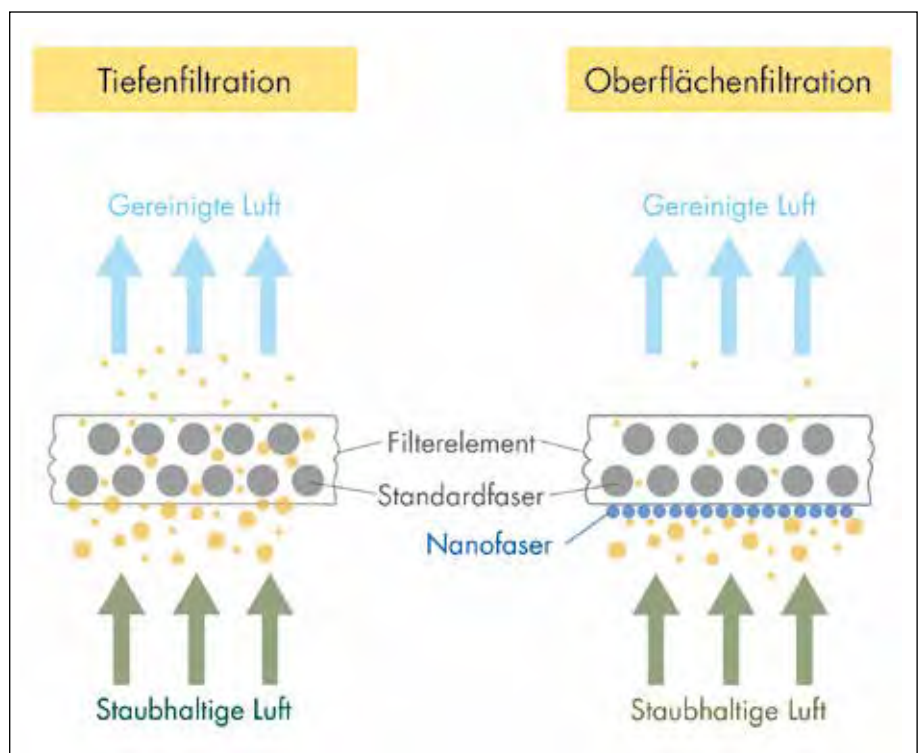 Tiefenfiltration
Oberflächenfiltration
Gereinigte Luft
Gereinigte Luft
Filterelement
Standardfaser
Nanofaser
Staubhaltige Luft
Staubhaltige Luft